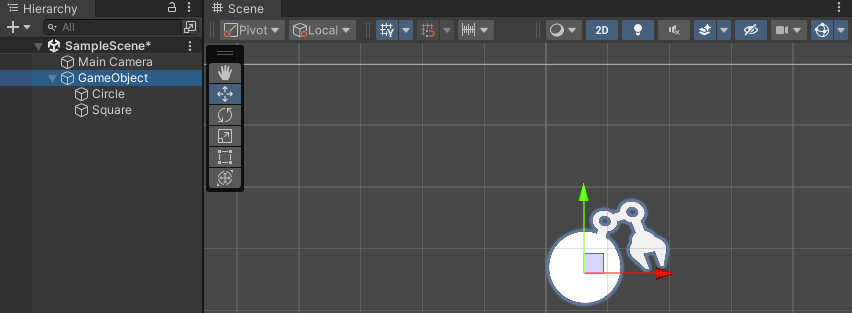 Hierarchy
Scene
All
Pivot
Local
2D
SampleScene*
Main Camera
GameObject
Circle
Square